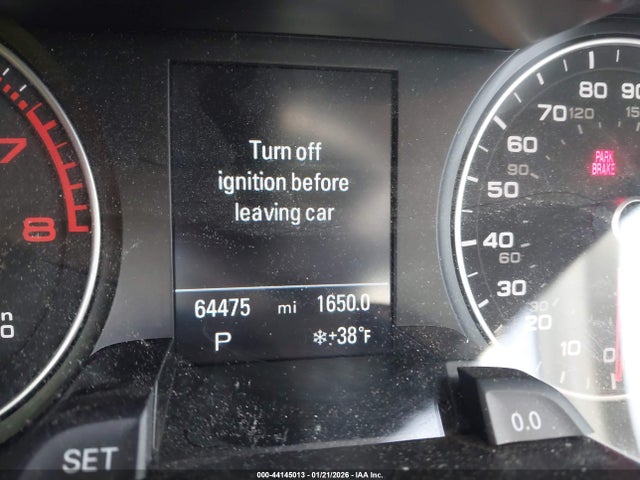 Turn off
ignition before
leaving car
64475 mi 1650.0
P +38°F
7
8
80 90
70 120
60
50 90
40
60
30
30
20
10
0
PARK
BRAKE
SET
0.0
000-44145013 - 01/21/2026 - IAA Inc.